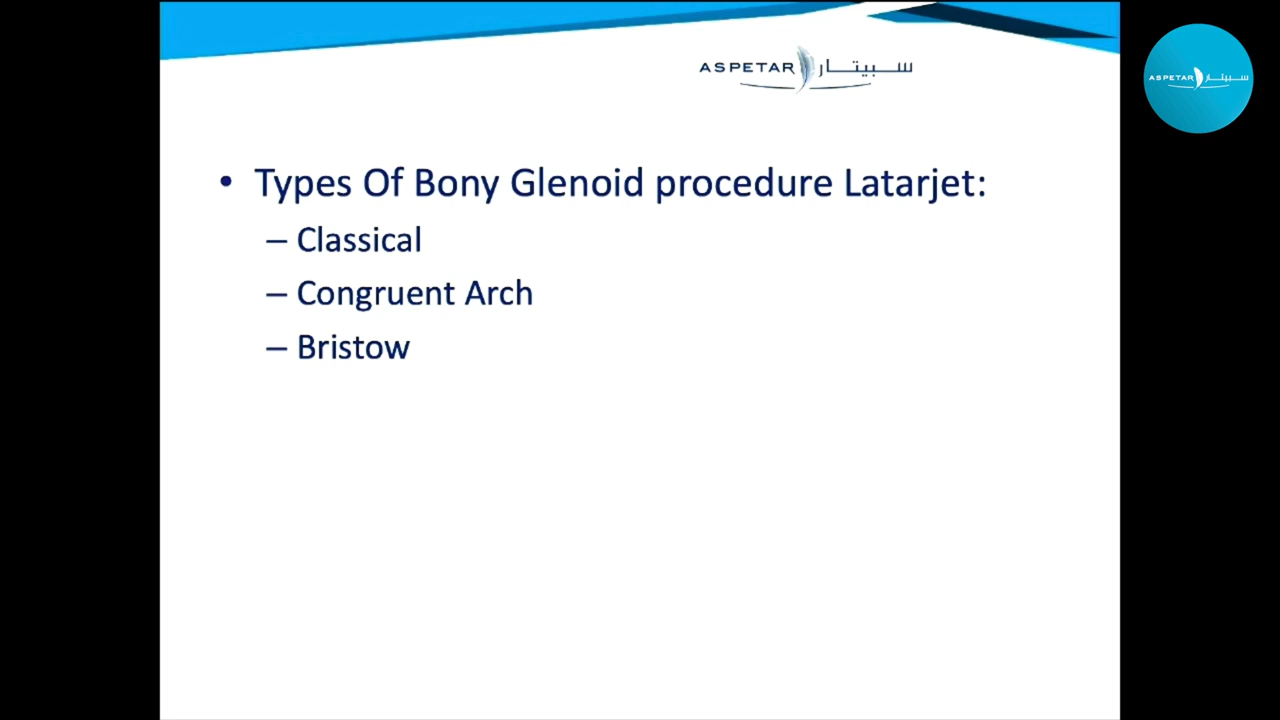 ASPETAR سبيتار
ASPETAR سبيتار
• Types Of Bony Glenoid procedure Latarjet:
– Classical
– Congruent Arch
– Bristow